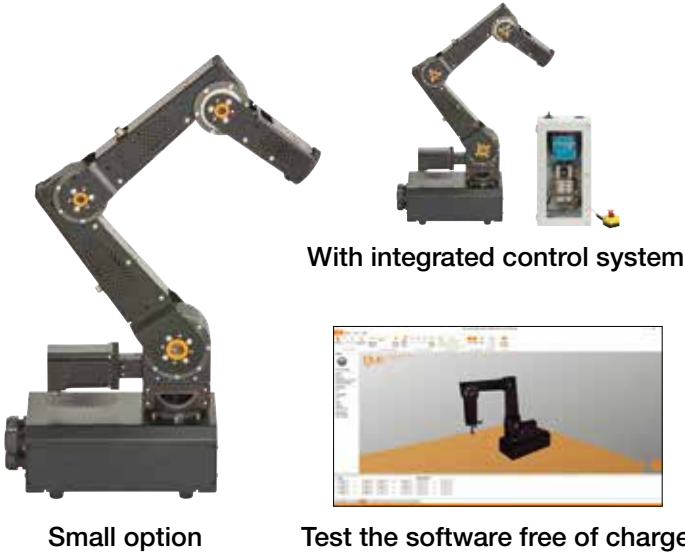 With integrated control system
Small option
Test the software free of charge